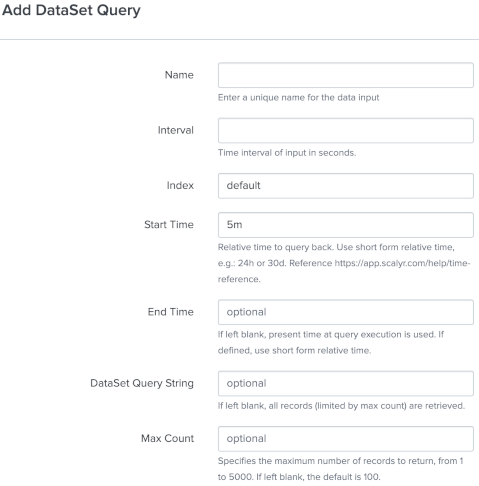 Add DataSet Query
Name
Enter a unique name for the data input
Interval
Time interval of input in seconds.
Index
default
Start Time
5m
Relative time to query back. Use short form relative time,
e.g.: 24h or 30d. Reference https://app.scalyr.com/help/time-
reference.
End Time
optional
If left blank, present time at query execution is used. If
defined, use short form relative time.
DataSet Query String
optional
If left blank, all records (limited by max count) are retrieved.
Max Count
optional
Specifies the maximum number of records to return, from 1
to 5000. If left blank, the default is 100.